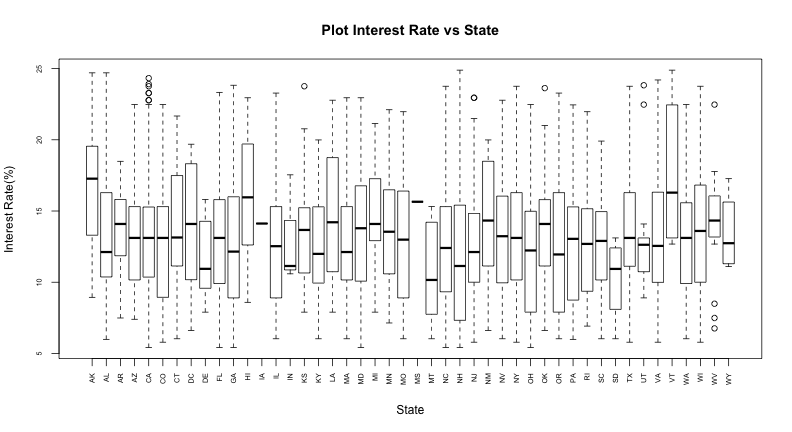 Plot Interest Rate vs State
Interest Rate(%)
25
20
15
10
5
AK AL AR AZ CA CO CT DC DE FL GA HI IA IL IN KS KY LA MA MD MI MN MO MS MT NC NH NJ NM NV NY OH OK OR PA RI SC SD TX UT VA VT WA WI WV WY
State